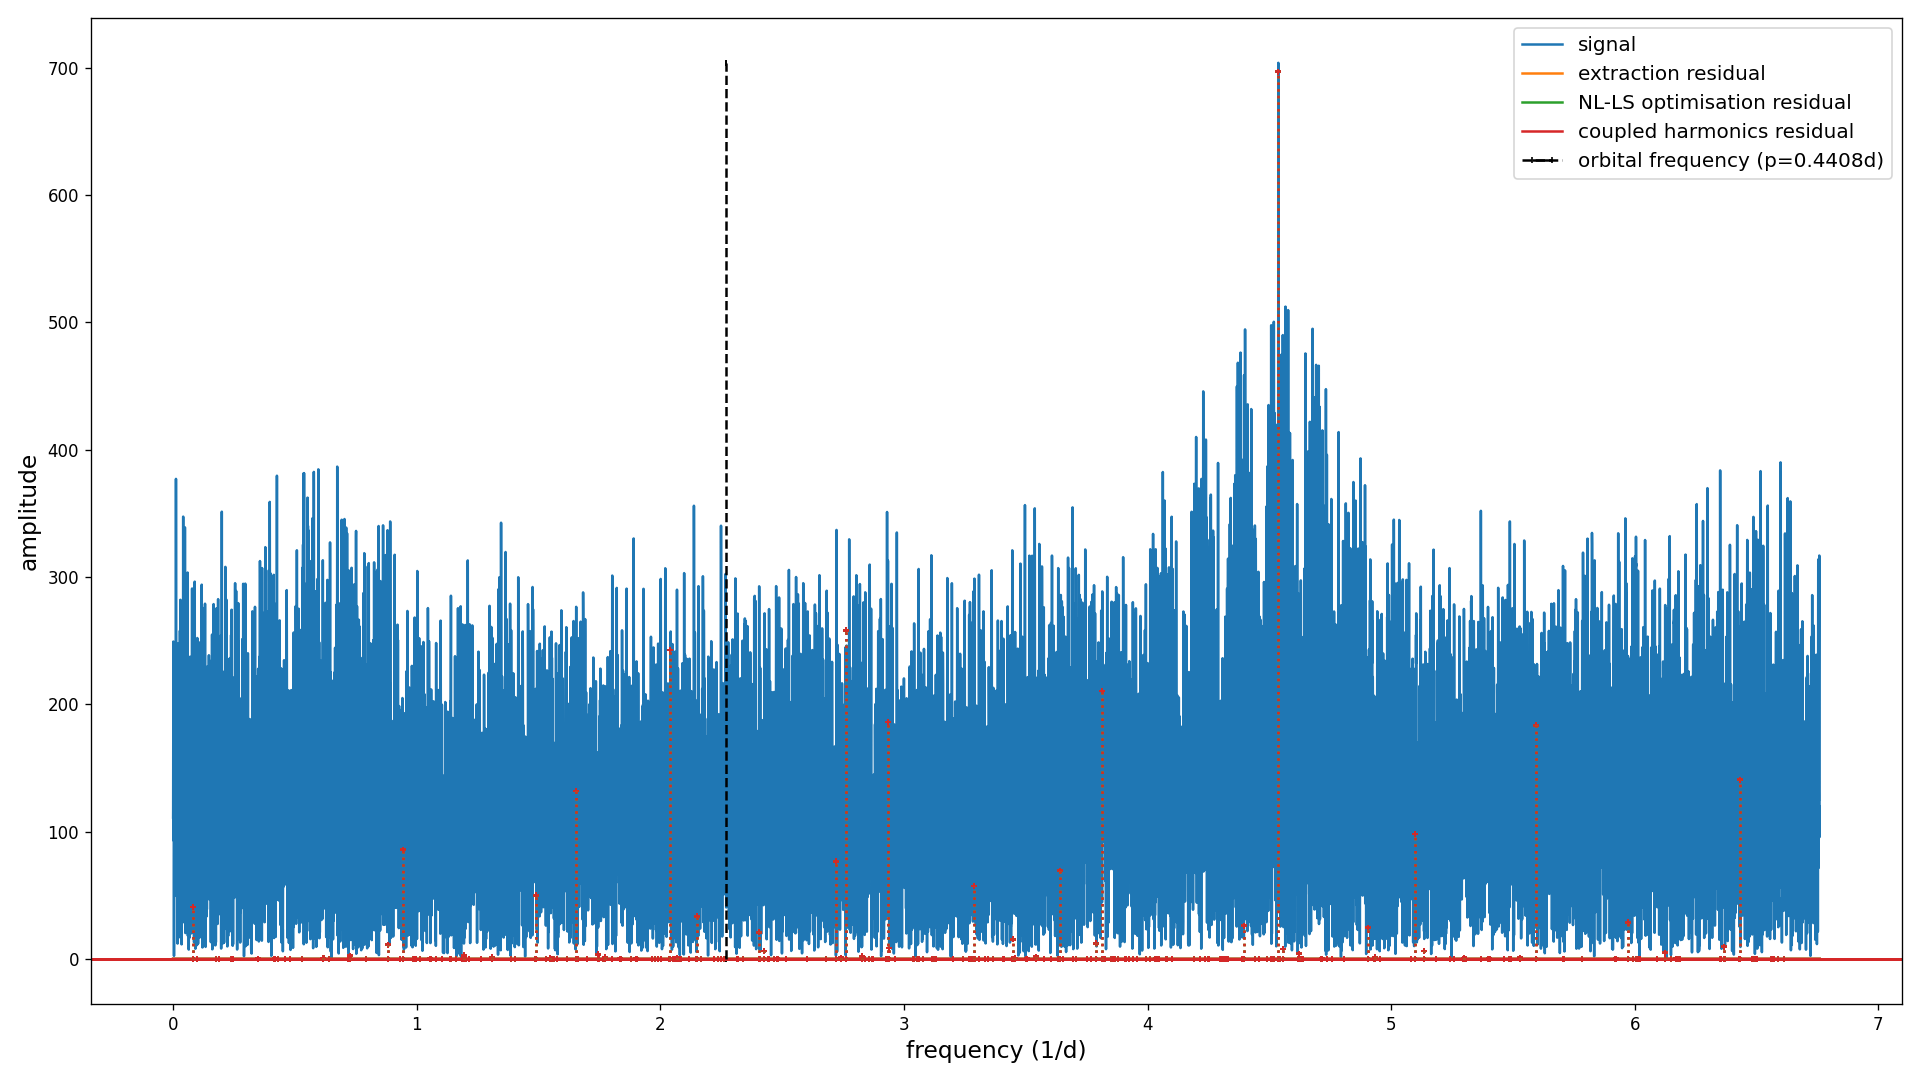 signal
extraction residual
NL-LS optimisation residual
coupled harmonics residual
orbital frequency (p=0.4408d)
amplitude
700
600
500
400
300
200
100
0
0 1 2 3 4 5 6 7
frequency (1/d)